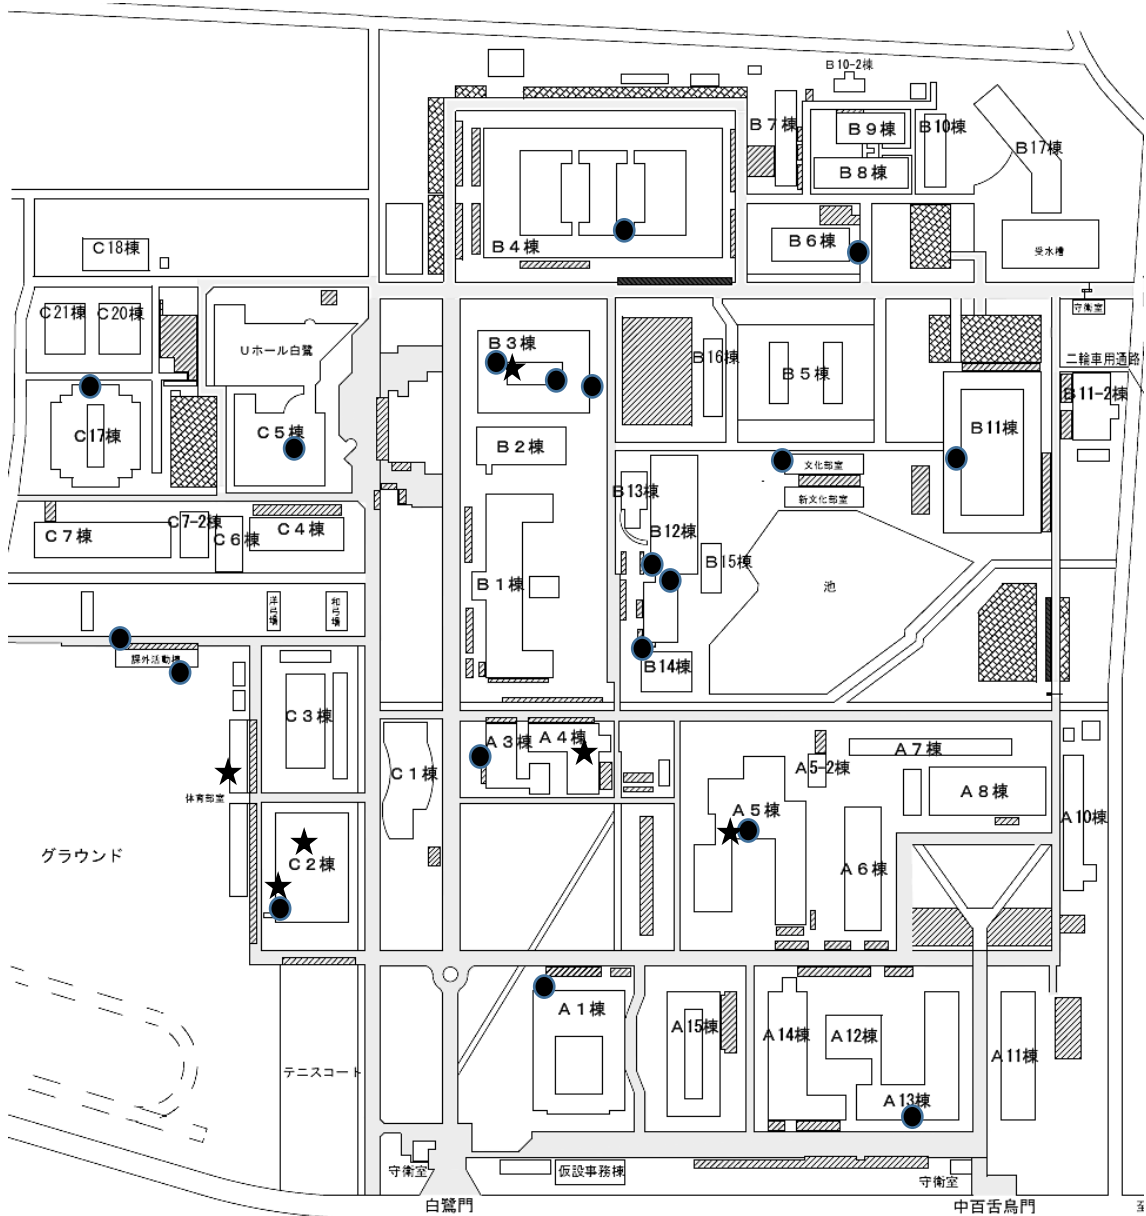 B10-2棟
B7棟
B9棟
B10棟
B17棟
B8棟
C18棟
B4棟
B6棟
受水槽
C21棟
C20棟
守衛室
Uホール白鷺
B3棟
B16棟
B5棟
二輪車用通路
B11-2棟
C17棟
C5棟
B2棟
B11棟
文化部室
新文化部室
B13棟
C7棟
C7-2棟
C6棟
C4棟
B12棟
B15棟
B1棟
池
洋弓場
和弓場
課外活動棟
B14棟
C3棟
A3棟
A4棟
A7棟
C1棟
A5-2棟
体育部室
A5棟
A8棟
A10棟
グラウンド
C2棟
A6棟
A1棟
A15棟
A14棟
A12棟
A11棟
テニスコート
A13棟
守衛室
仮設事務棟
守衛室
白鷺門
中百舌鳥門
至